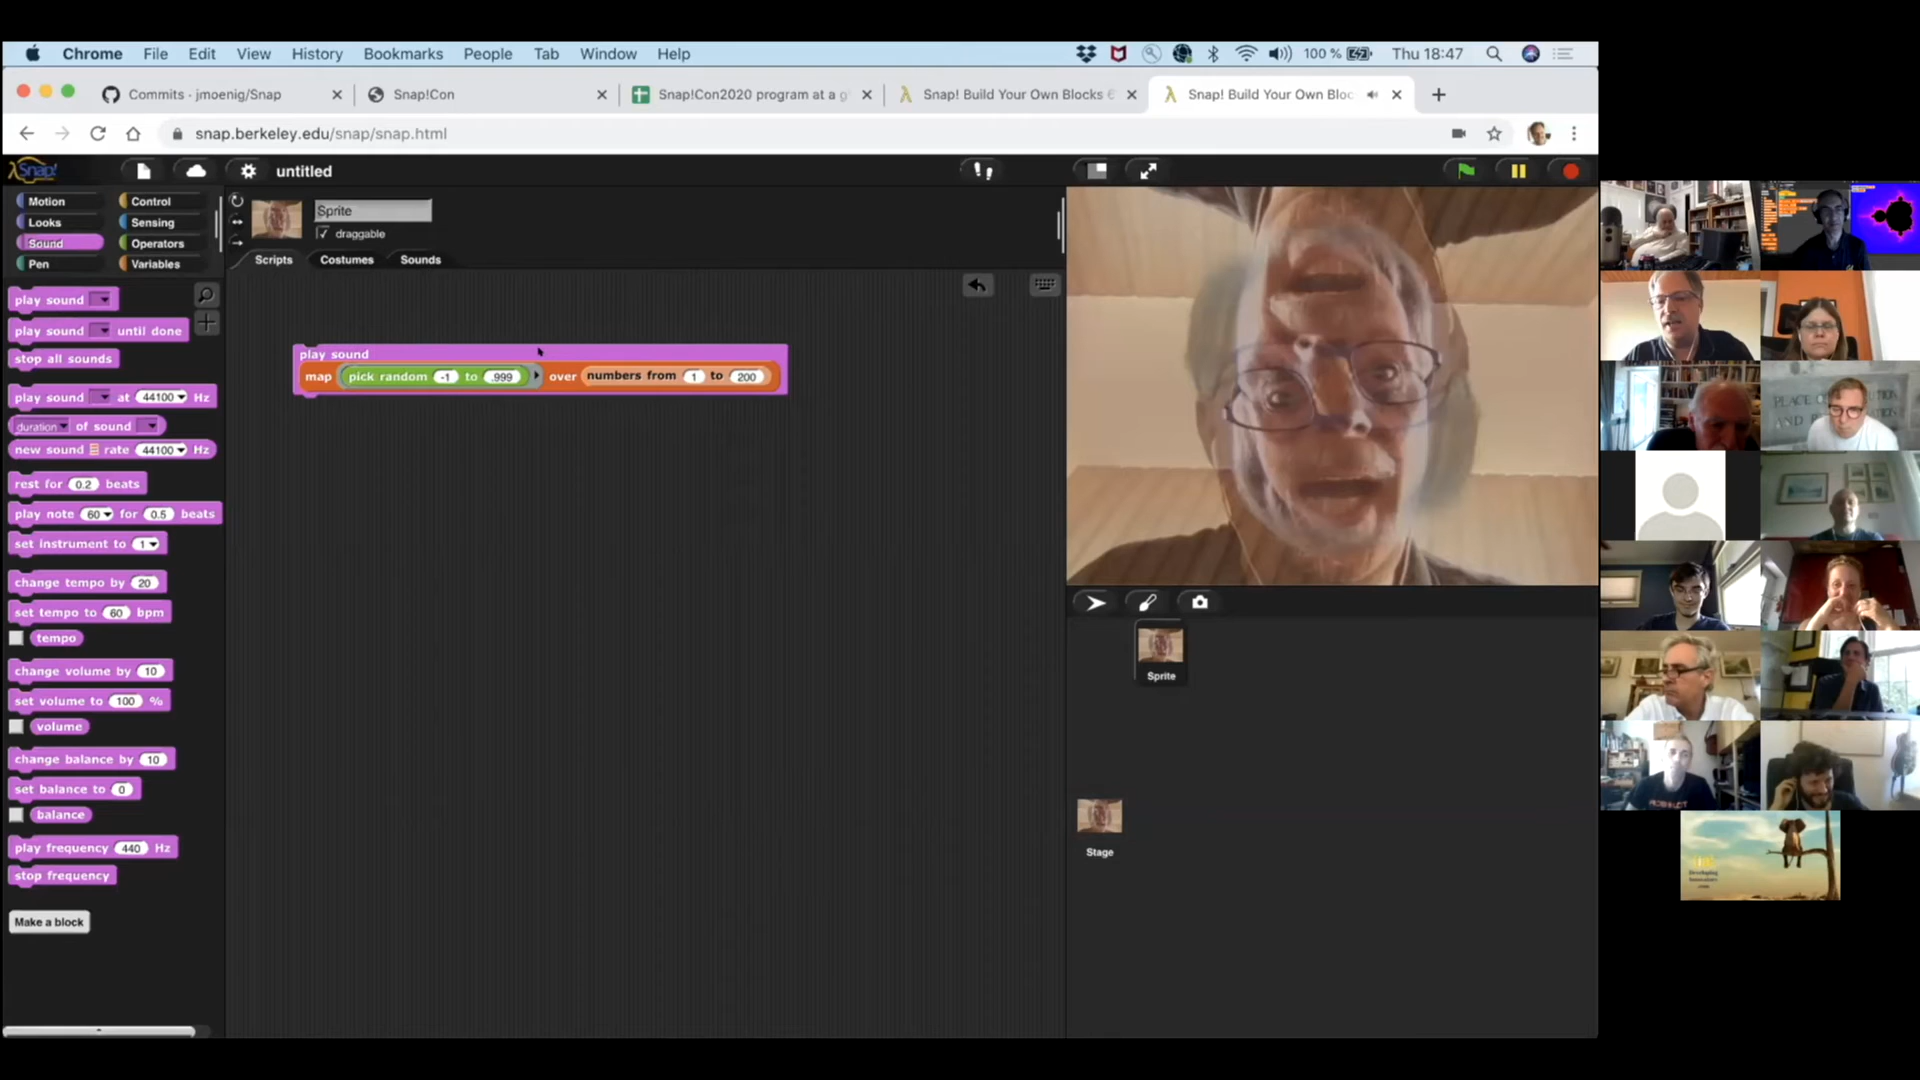 Chrome File Edit View History Bookmarks People Tab Window Help 100 % Thu 18:47
Commits · jmoenig/Snap
Snap!Con
Snap!Con2020 program at a g
Snap! Build Your Own Blocks
Snap! Build Your Own Bloc
snap.berkeley.edu/snap/snap.html
Snap!
untitled
Motion Control
Looks Sensing
Sound Operators
Pen Variables
Sprite
draggable
Scripts Costumes Sounds
play sound
play sound until done
stop all sounds
play sound at 44100 Hz
duration of sound
new sound rate 44100 Hz
rest for 0.2 beats
play note 60 for 0.5 beats
set instrument to 1
change tempo by 20
set tempo to 60 bpm
tempo
change volume by 10
set volume to 100 %
volume
change balance by 10
set balance to 0
balance
play frequency 440 Hz
stop frequency
Make a block
play sound
map pick random -1 to .999 over numbers from 1 to 200
Sprite
Stage